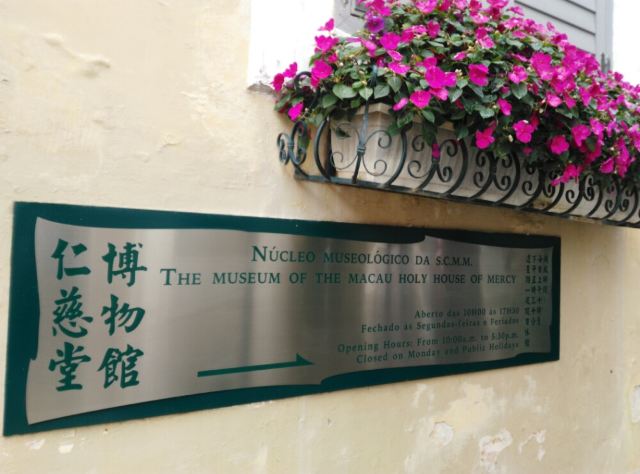 仁慈堂
博物館
NÚCLEO MUSEOLÓGICO DA S.C.M.M.
THE MUSEUM OF THE MACAU HOLY HOUSE OF MERCY
Aberto das 10H00 às 17H30
Fechado as Segundas-feiras e Feriados
Opening Hours: From 10:00a.m. to 5:30p.m.
Closed on Monday and Public Holidays